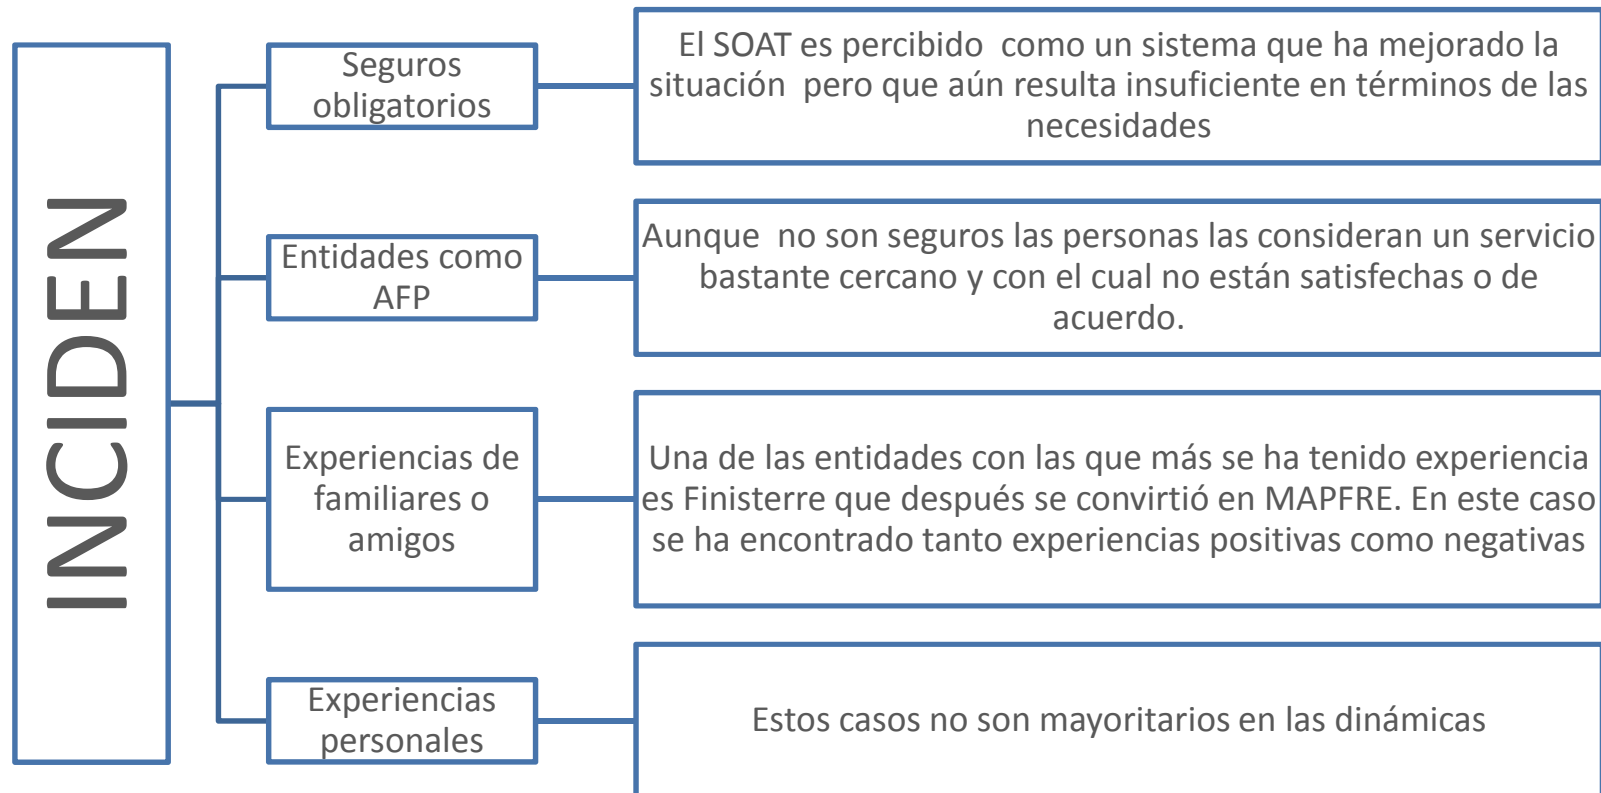 INCIDEN
Seguros
obligatorios
El SOAT es percibido como un sistema que ha mejorado la
situación pero que aún resulta insuficiente en términos de las
necesidades
Entidades como
AFP
Aunque no son seguros las personas las consideran un servicio
bastante cercano y con el cual no están satisfechas o de
acuerdo.
Experiencias de
familiares o
amigos
Una de las entidades con las que más se ha tenido experiencia
es Finisterre que después se convirtió en MAPFRE. En este caso
se ha encontrado tanto experiencias positivas como negativas
Experiencias
personales
Estos casos no son mayoritarios en las dinámicas